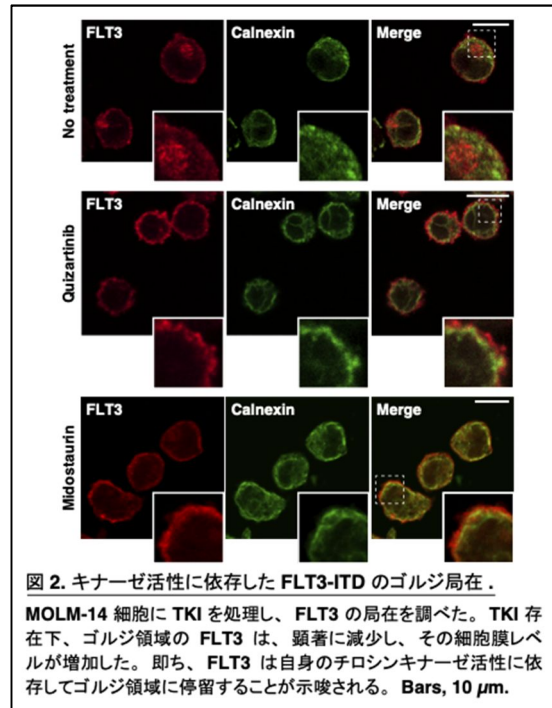 FLT3 Calnexin Merge
No treatment
FLT3 Calnexin Merge
Quizartinib
FLT3 Calnexin Merge
Midostaurin
図 2. キナーゼ活性に依存した FLT3-ITD のゴルジ局在 .
MOLM-14 細胞に TKI を処理し、 FLT3 の局在を調べた。 TKI 存
在下、ゴルジ領域の FLT3 は、顕著に減少し、その細胞膜レベ
ルが増加した。即ち、FLT3 は自身のチロシンキナーゼ活性に依
存してゴルジ領域に停留することが示唆される。 Bars, 10 μm.